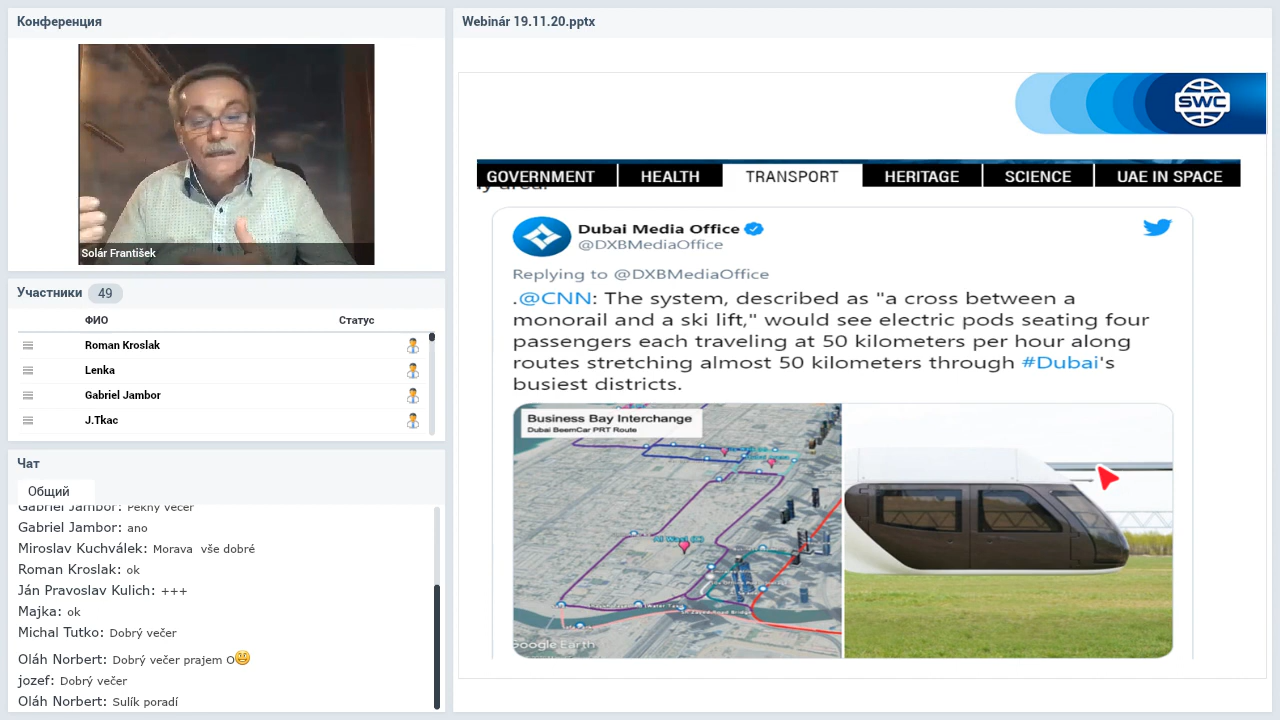 Конференция
Solár František
Участники 49
ФИО Статус
Roman Kroslak
Lenka
Gabriel Jambor
J.Tkac
Чат
Общий
Gabriel Jambor: Pekný večer
Gabriel Jambor: ano
Miroslav Kuchválek: Morava vše dobré
Roman Kroslak: ok
Ján Pravoslav Kulich: +++
Majka: ok
Michal Tutko: Dobrý večer
Oláh Norbert: Dobrý večer prajem O
jozef: Dobrý večer
Oláh Norbert: Sulík poradí
Webinár 19.11.20.pptx
SWC
GOVERNMENT HEALTH TRANSPORT HERITAGE SCIENCE UAE IN SPACE
Dubai Media Office
@DXBMediaOffice
Replying to @DXBMediaOffice
.@CNN: The system, described as "a cross between a
monorail and a ski lift," would see electric pods seating four
passengers each traveling at 50 kilometers per hour along
routes stretching almost 50 kilometers through #Dubai's
busiest districts.
Business Bay Interchange
Dubai BeemCar PRT Route
Google Earth